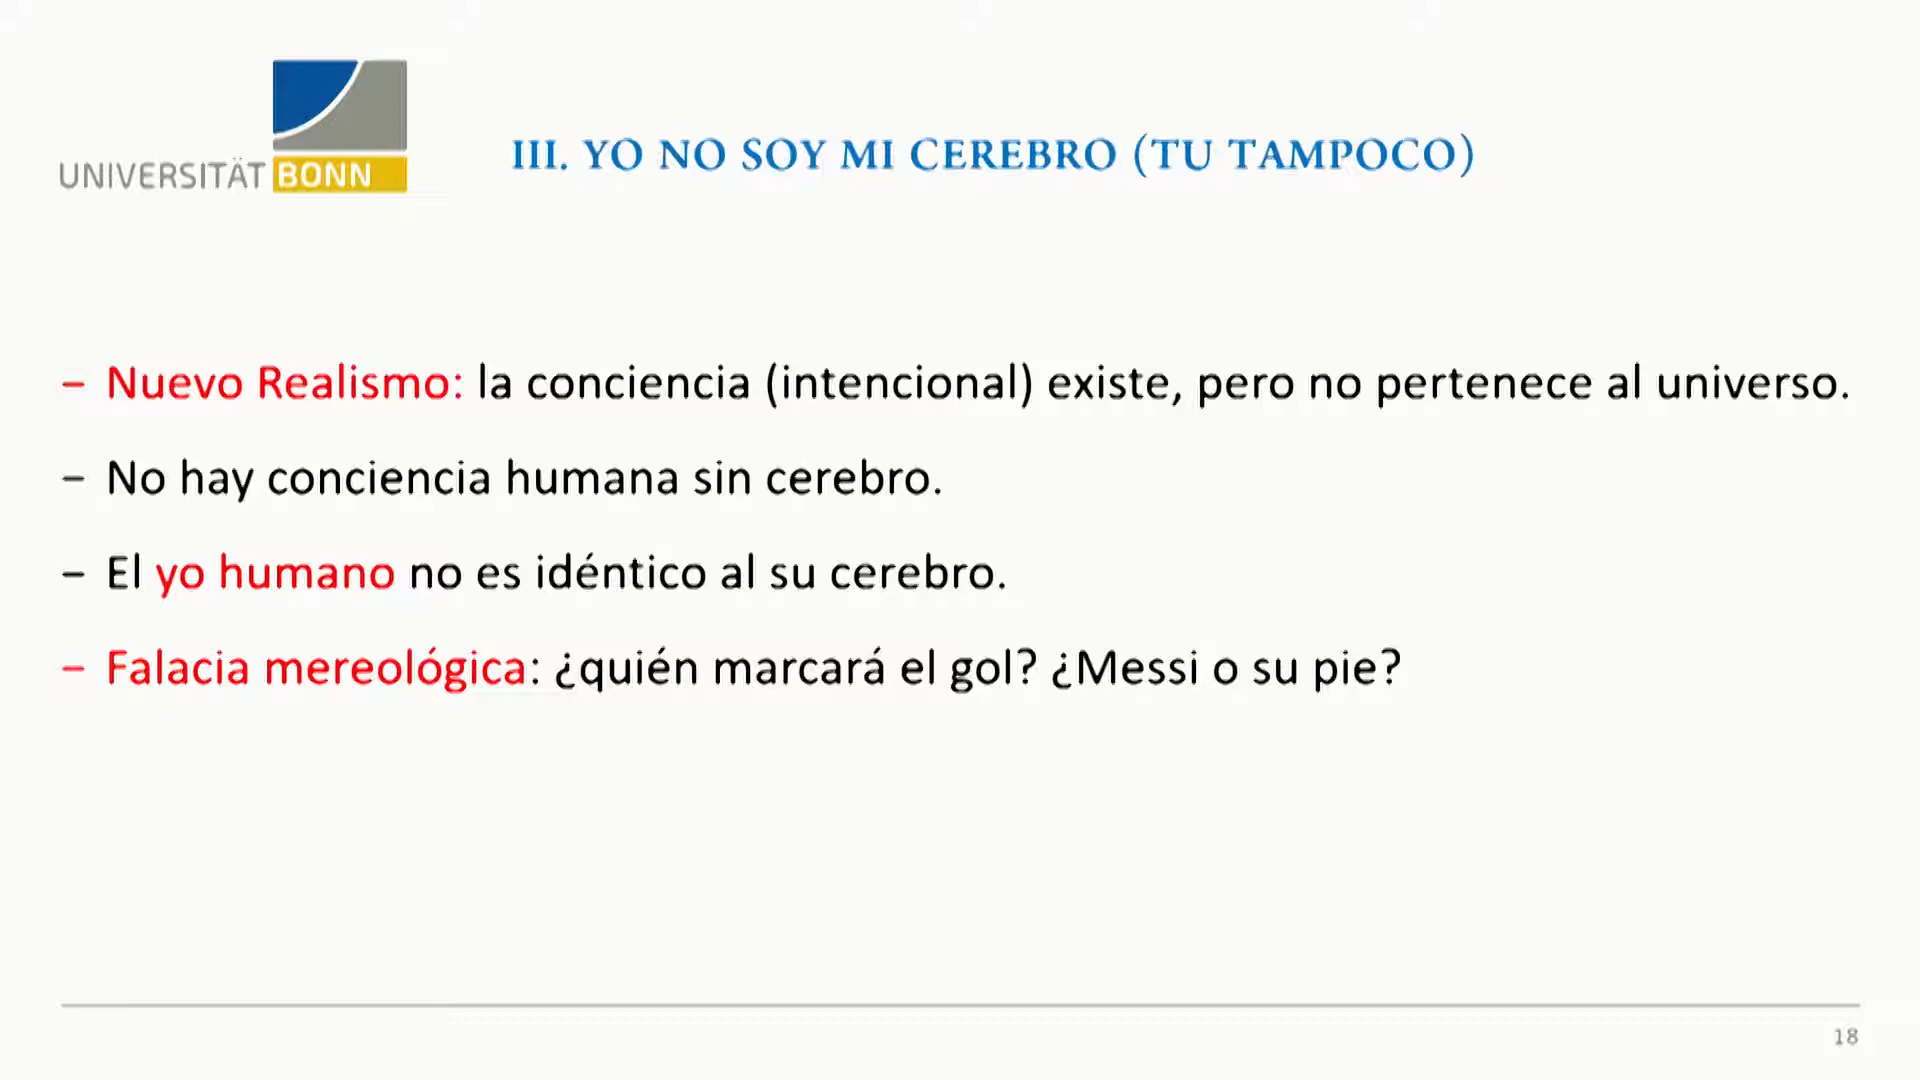 UNIVERSITÄT BONN
III. YO NO SOY MI CEREBRO (TU TAMPOCO)
– Nuevo Realismo: la conciencia (intencional) existe, pero no pertenece al universo.
– No hay conciencia humana sin cerebro.
– El yo humano no es idéntico al su cerebro.
– Falacia mereológica: ¿quién marcará el gol? ¿Messi o su pie?
18